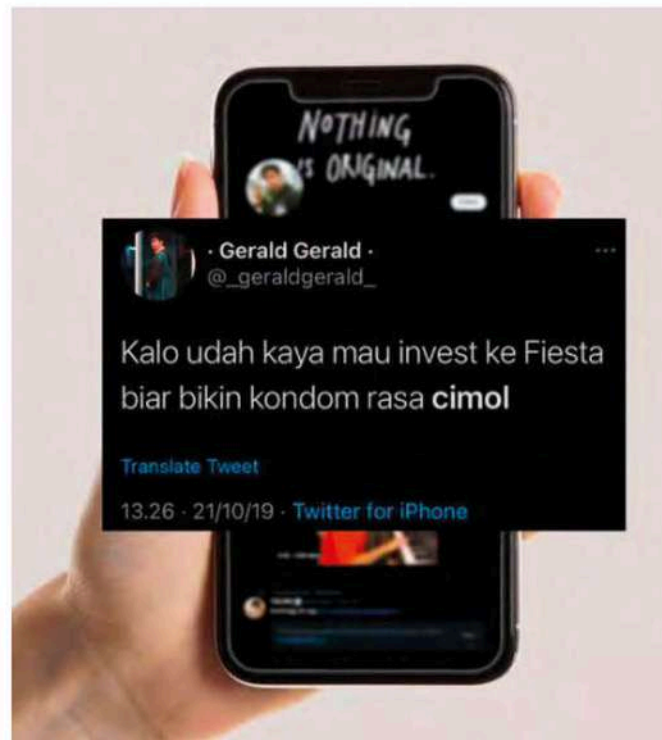 NOTHING
IS ORIGINAL.
· Gerald Gerald ·
@_geraldgerald_
Kalo udah kaya mau invest ke Fiesta
biar bikin kondom rasa cimol
Translate Tweet
13.26 · 21/10/19 · Twitter for iPhone